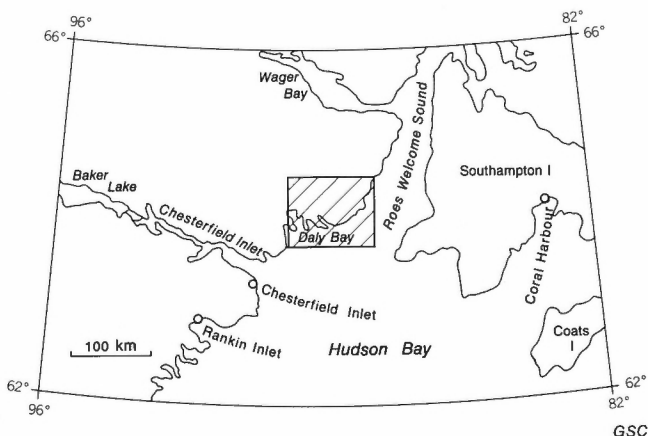 96°
66°
82°
66°
Wager
Bay
Roes Welcome Sound
Southampton I
Baker
Lake
Chesterfield Inlet
Daly Bay
Coral Harbour
Chesterfield Inlet
Rankin Inlet
Coats
I
100 km
Hudson Bay
62°
96°
62°
82°
GSC